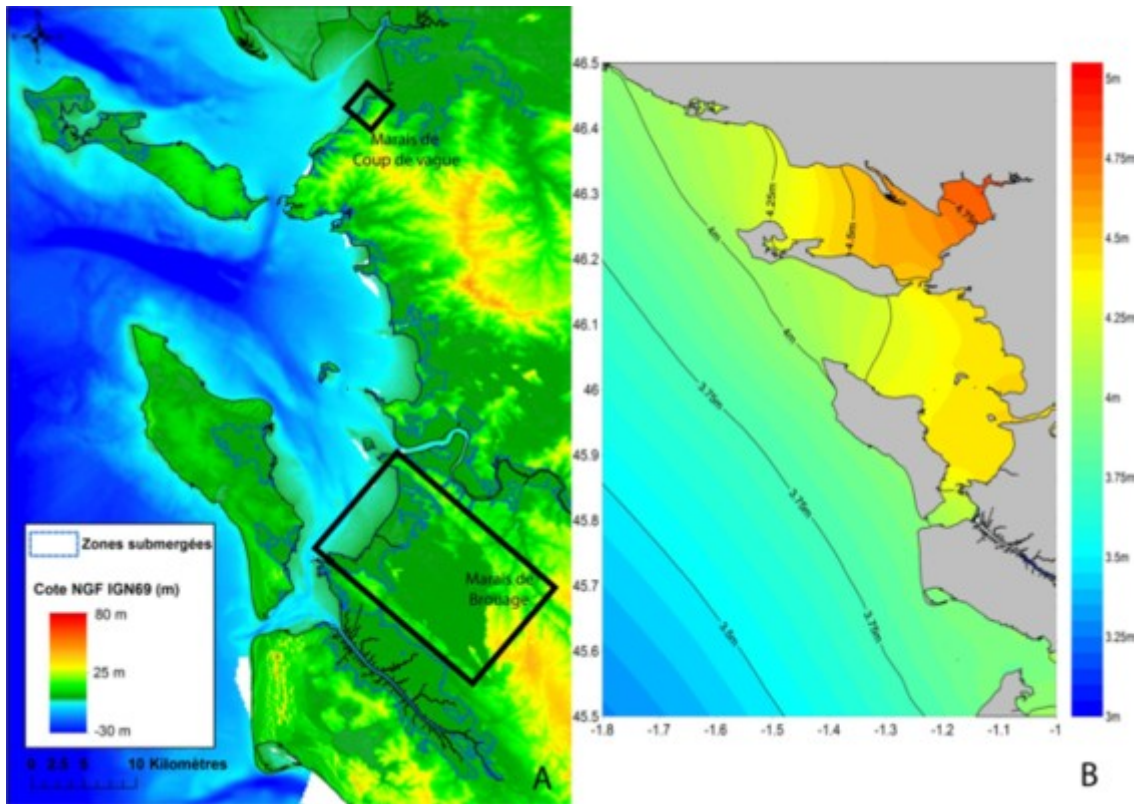 Marais de
Coup de vague
Marais de
Brouage
Zones submergées
Cote NGF IGN69 (m)
80 m
25 m
-30 m
0 2.5 5 10 Kilomètres
A
46.5
46.4
46.3
46.2
46.1
46
45.9
45.8
45.7
45.6
45.5
-1.8
-1.7
-1.6
-1.5
-1.4
-1.3
-1.2
-1.1
-1
4.25m
4.5m
4.75m
4m
4m
3.75m
3.75m
3.5m
5m
4.75m
4.5m
4.25m
4m
3.75m
3.5m
3.25m
3m
B